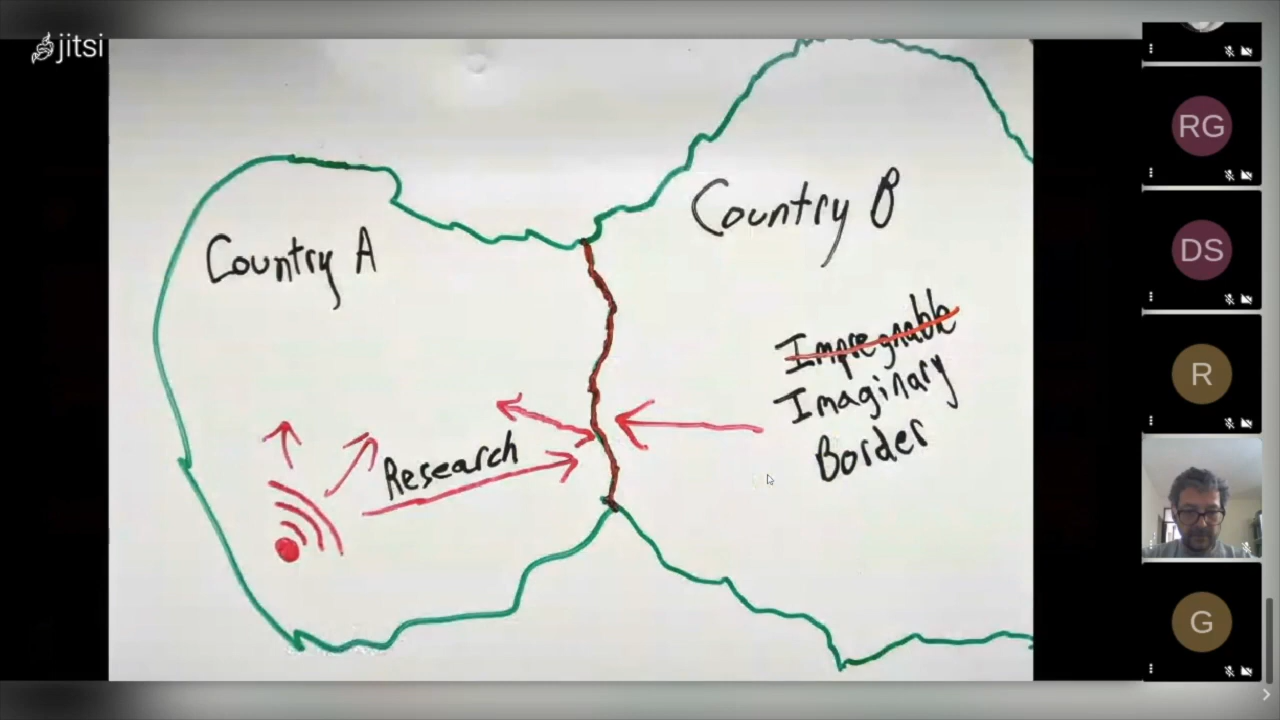 jitsi
Country A
Country B
Impregnable
Imaginary
Border
Research
RG
DS
R
G